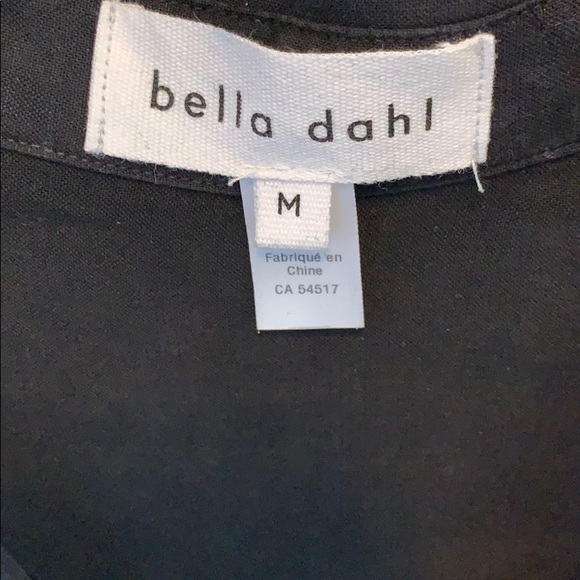 bella dahl
M
Fabriqué en
Chine
CA 54517